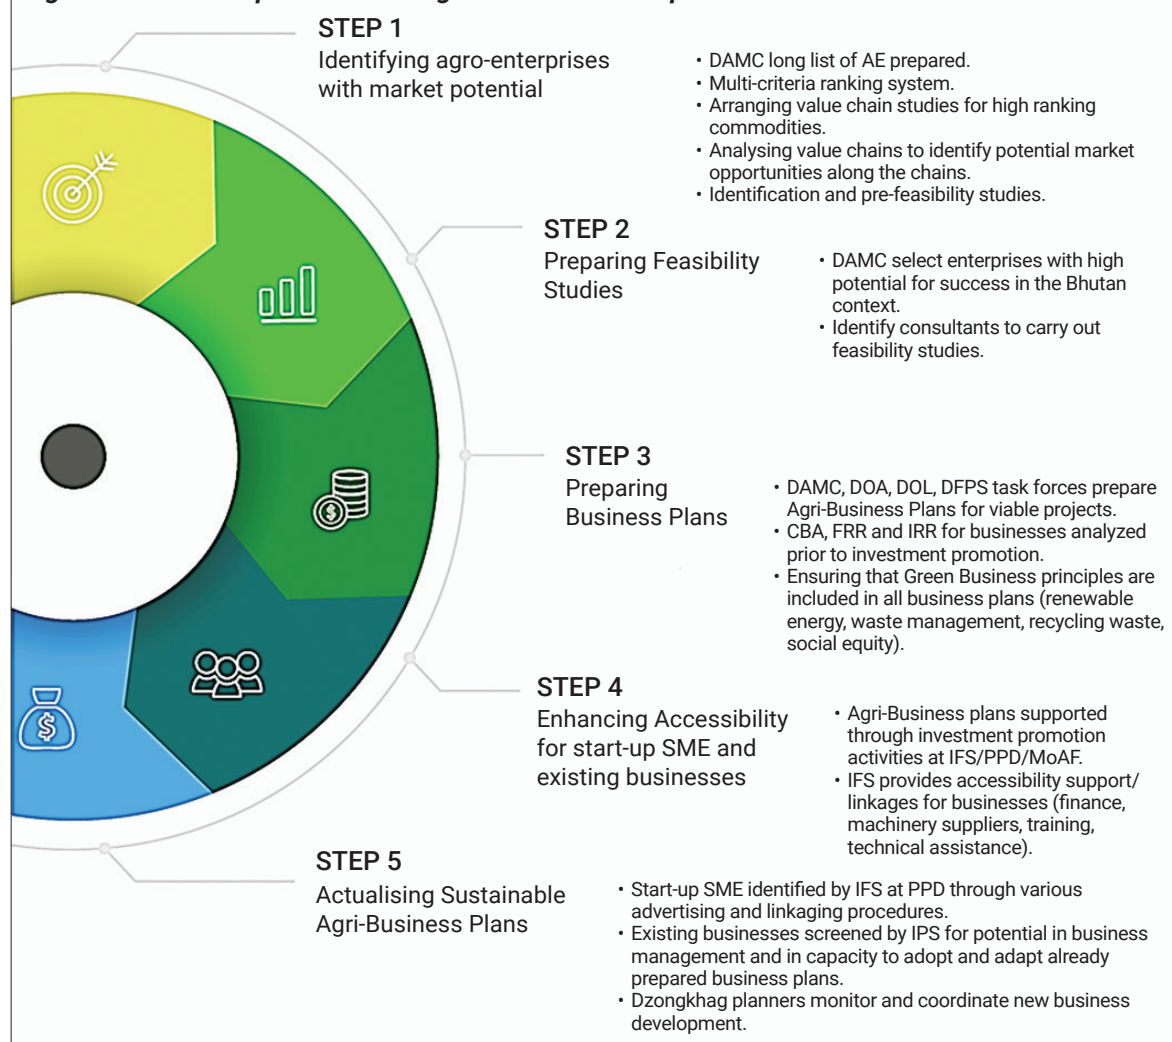 STEP 1
Identifying agro-enterprises
with market potential
• DAMC long list of AE prepared.
• Multi-criteria ranking system.
• Arranging value chain studies for high ranking
commodities.
• Analysing value chains to identify potential market
opportunities along the chains.
• Identification and pre-feasibility studies.
STEP 2
Preparing Feasibility
Studies
• DAMC select enterprises with high
potential for success in the Bhutan
context.
• Identify consultants to carry out
feasibility studies.
STEP 3
Preparing
Business Plans
• DAMC, DOA, DOL, DFPS task forces prepare
Agri-Business Plans for viable projects.
• CBA, FRR and IRR for businesses analyzed
prior to investment promotion.
• Ensuring that Green Business principles are
included in all business plans (renewable
energy, waste management, recycling waste,
social equity).
STEP 4
Enhancing Accessibility
for start-up SME and
existing businesses
• Agri-Business plans supported
through investment promotion
activities at IFS/PPD/MoAF.
• IFS provides accessibility support/
linkages for businesses (finance,
machinery suppliers, training,
technical assistance).
STEP 5
Actualising Sustainable
Agri-Business Plans
• Start-up SME identified by IFS at PPD through various
advertising and linkaging procedures.
• Existing businesses screened by IPS for potential in business
management and in capacity to adopt and adapt already
prepared business plans.
• Dzongkhag planners monitor and coordinate new business
development.
$
$